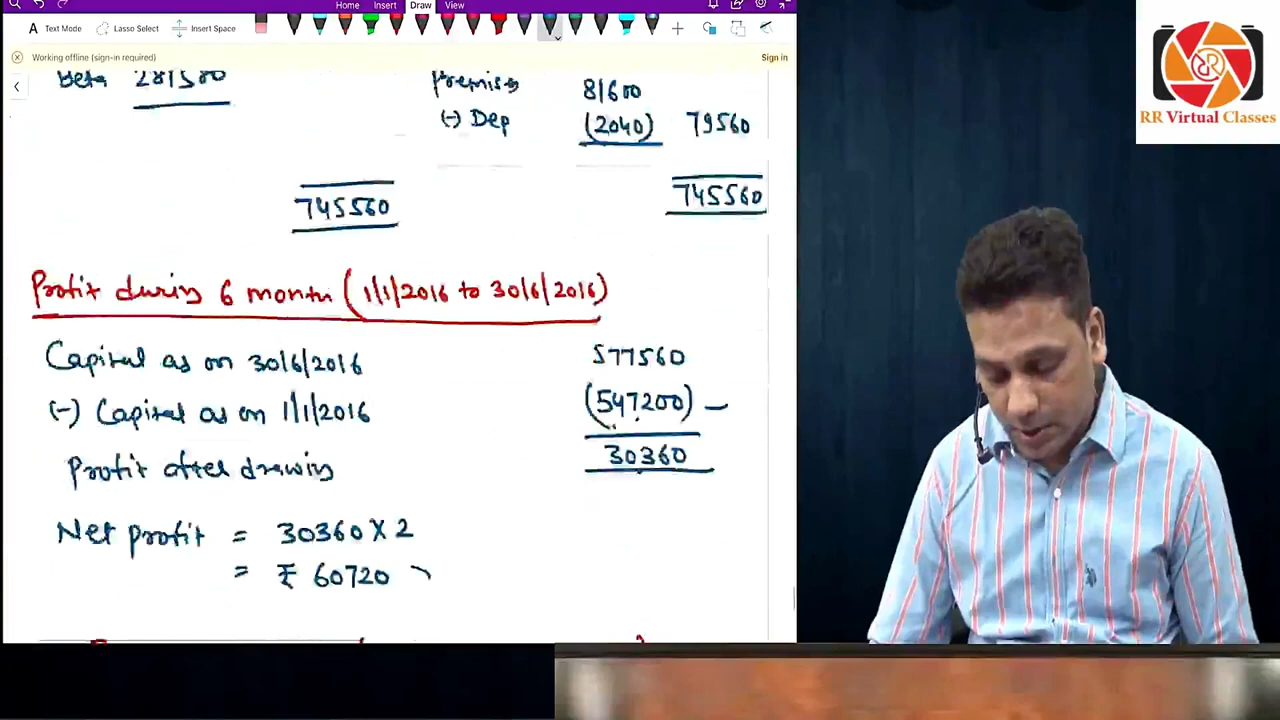 Home Insert Draw View
Text Mode Lasso Select Insert Space
Working offline (sign-in required) Sign in
RR Virtual Classes
Beta 281580
premises 81600
(-) Dep (2040) 79560
745560 745560
Profit during 6 month (1/1/2016 to 30/6/2016)
Capital as on 30/6/2016 577560
(-) Capital as on 1/1/2016 (547200)
Profit after drawing 30360
Net profit = 30360 X 2
= ₹ 60720